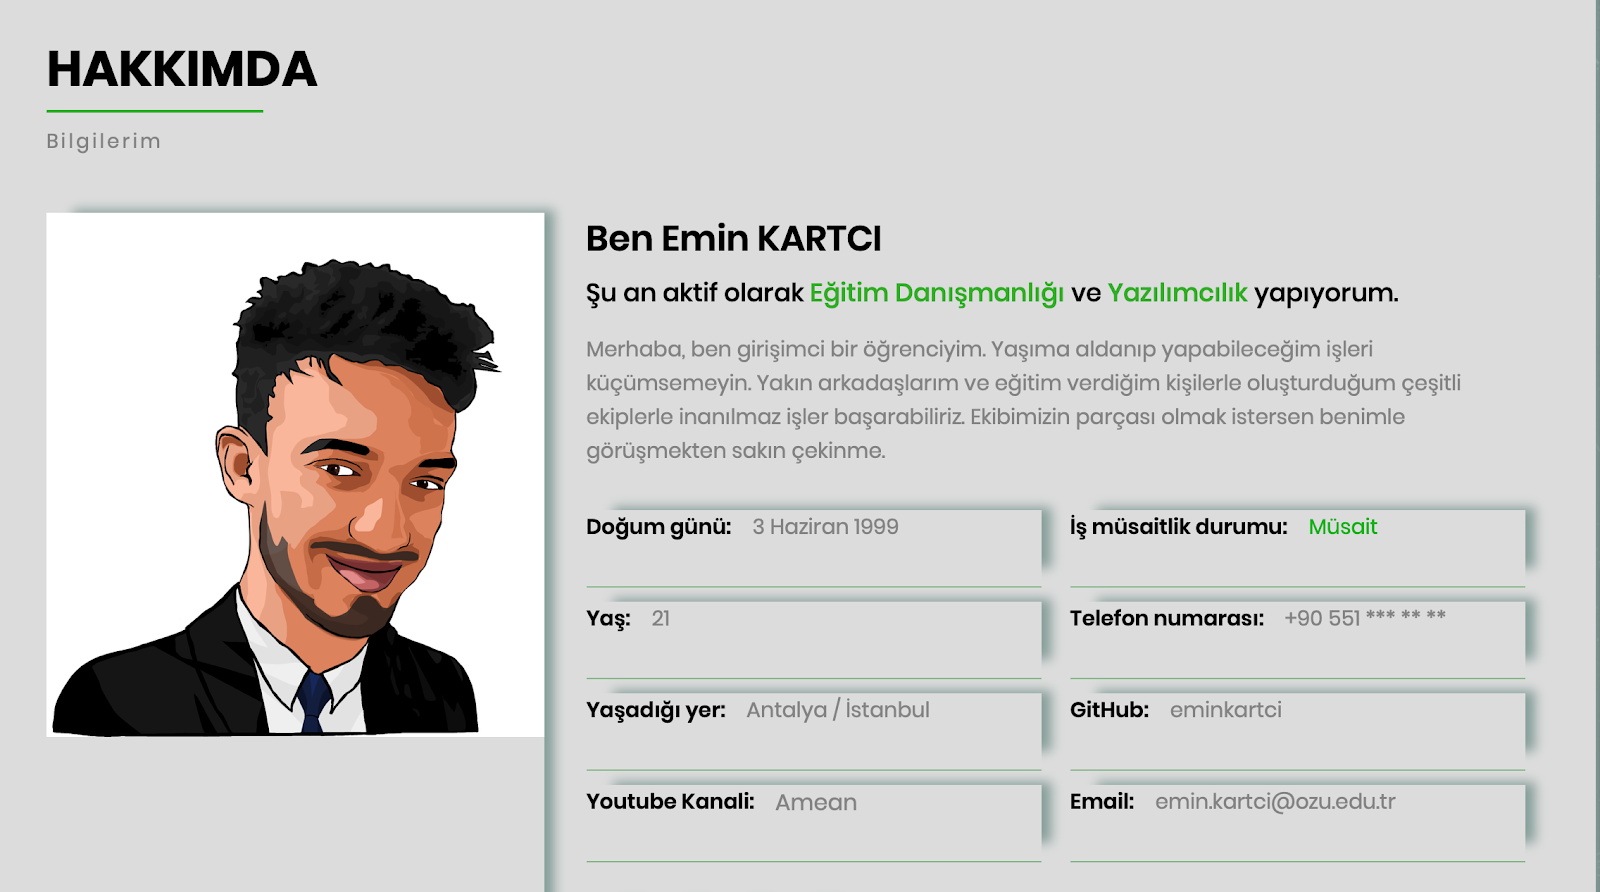 HAKKIMDA
Bilgilerim
Ben Emin KARTCI
Şu an aktif olarak Eğitim Danışmanlığı ve Yazılımcılık yapıyorum.
Merhaba, ben girişimci bir öğrenciyim. Yaşıma aldanıp yapabileceğim işleri
küçümsemeyin. Yakın arkadaşlarım ve eğitim verdiğim kişilerle oluşturduğum çeşitli
ekiplerle inanılmaz işler başarabiliriz. Ekibimizin parçası olmak istersen benimle
görüşmekten sakın çekinme.
Doğum günü: 3 Haziran 1999
İş müsaitlik durumu: Müsait
Yaş: 21
Telefon numarası: +90 551 *** ** **
Yaşadığı yer: Antalya / İstanbul
GitHub: eminkartci
Youtube Kanali: Amean
Email: emin.kartci@ozu.edu.tr